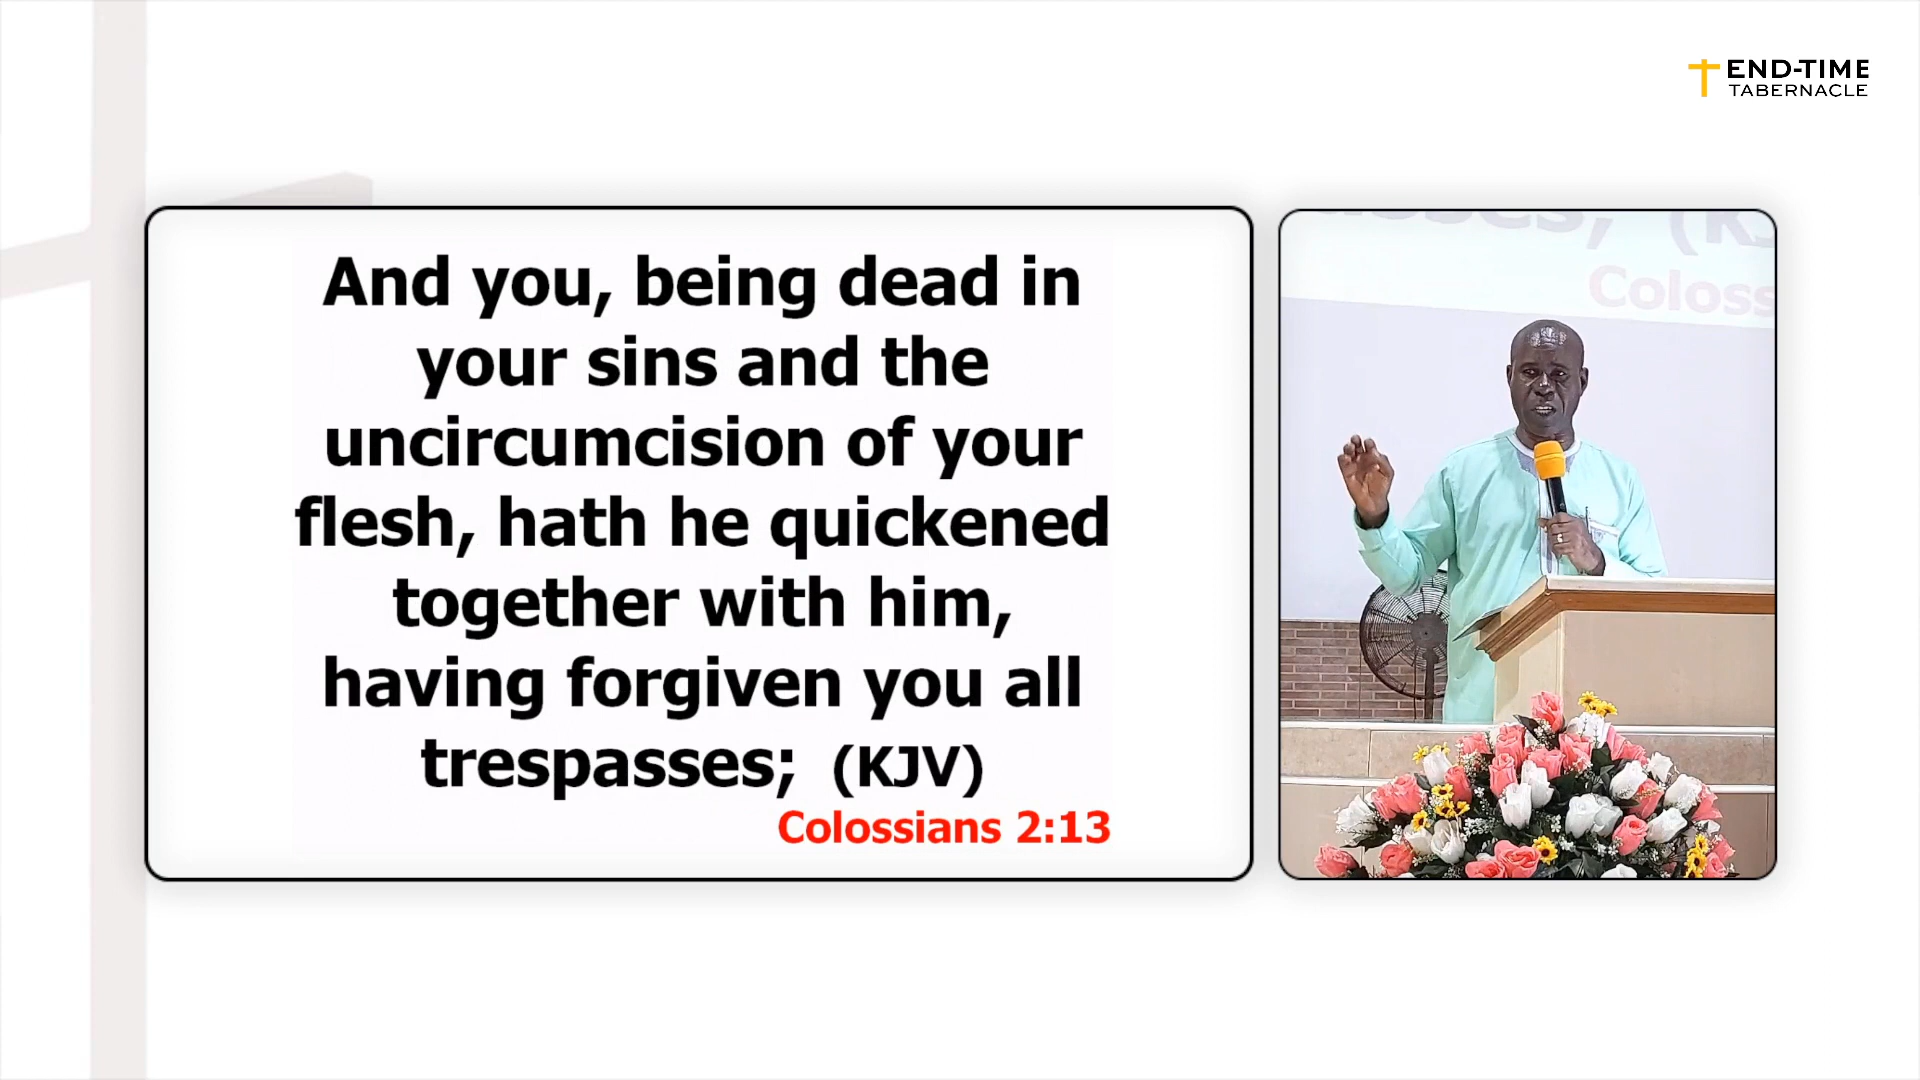 END-TIME
TABERNACLE
And you, being dead in
your sins and the
uncircumcision of your
flesh, hath he quickened
together with him,
having forgiven you all
trespasses; (KJV)
Colossians 2:13